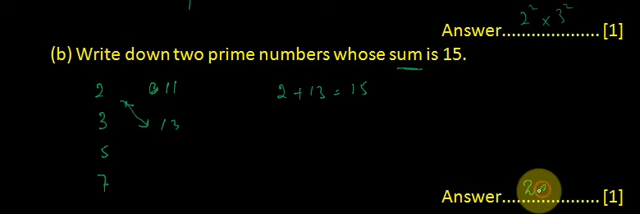 2² × 3²
Answer..................... [1]
(b) Write down two prime numbers whose sum is 15.
2 11 2 + 13 = 15
3 13
5
7
2
Answer..................... [1]